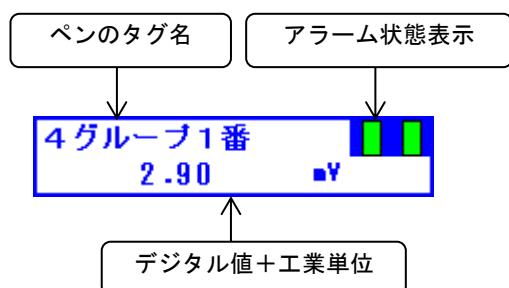 ペンのタグ名
アラーム状態表示
4グループ1番
2.90 mV
デジタル値+工業単位